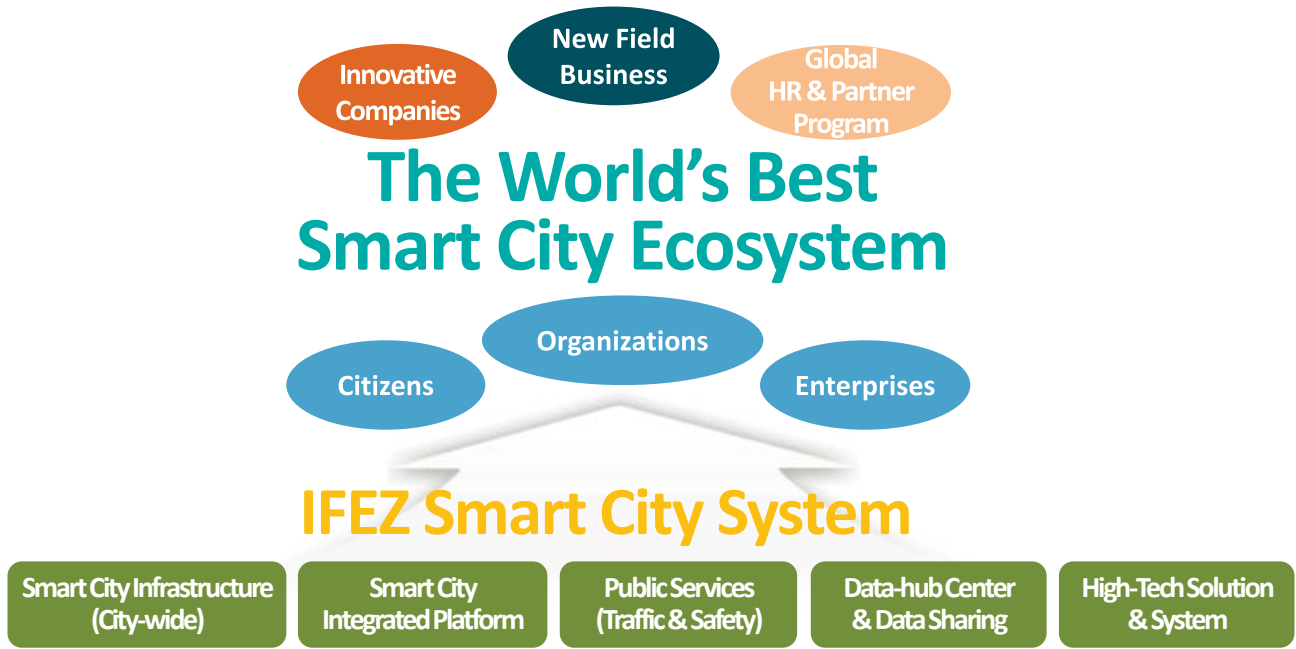 New Field
Business
Innovative
Companies
Global
HR & Partner
Program
The World's Best
Smart City Ecosystem
Organizations
Citizens
Enterprises
IFEZ Smart City System
Smart City Infrastructure
(City-wide)
Smart City
Integrated Platform
Public Services
(Traffic & Safety)
Data-hub Center
& Data Sharing
High-Tech Solution
& System